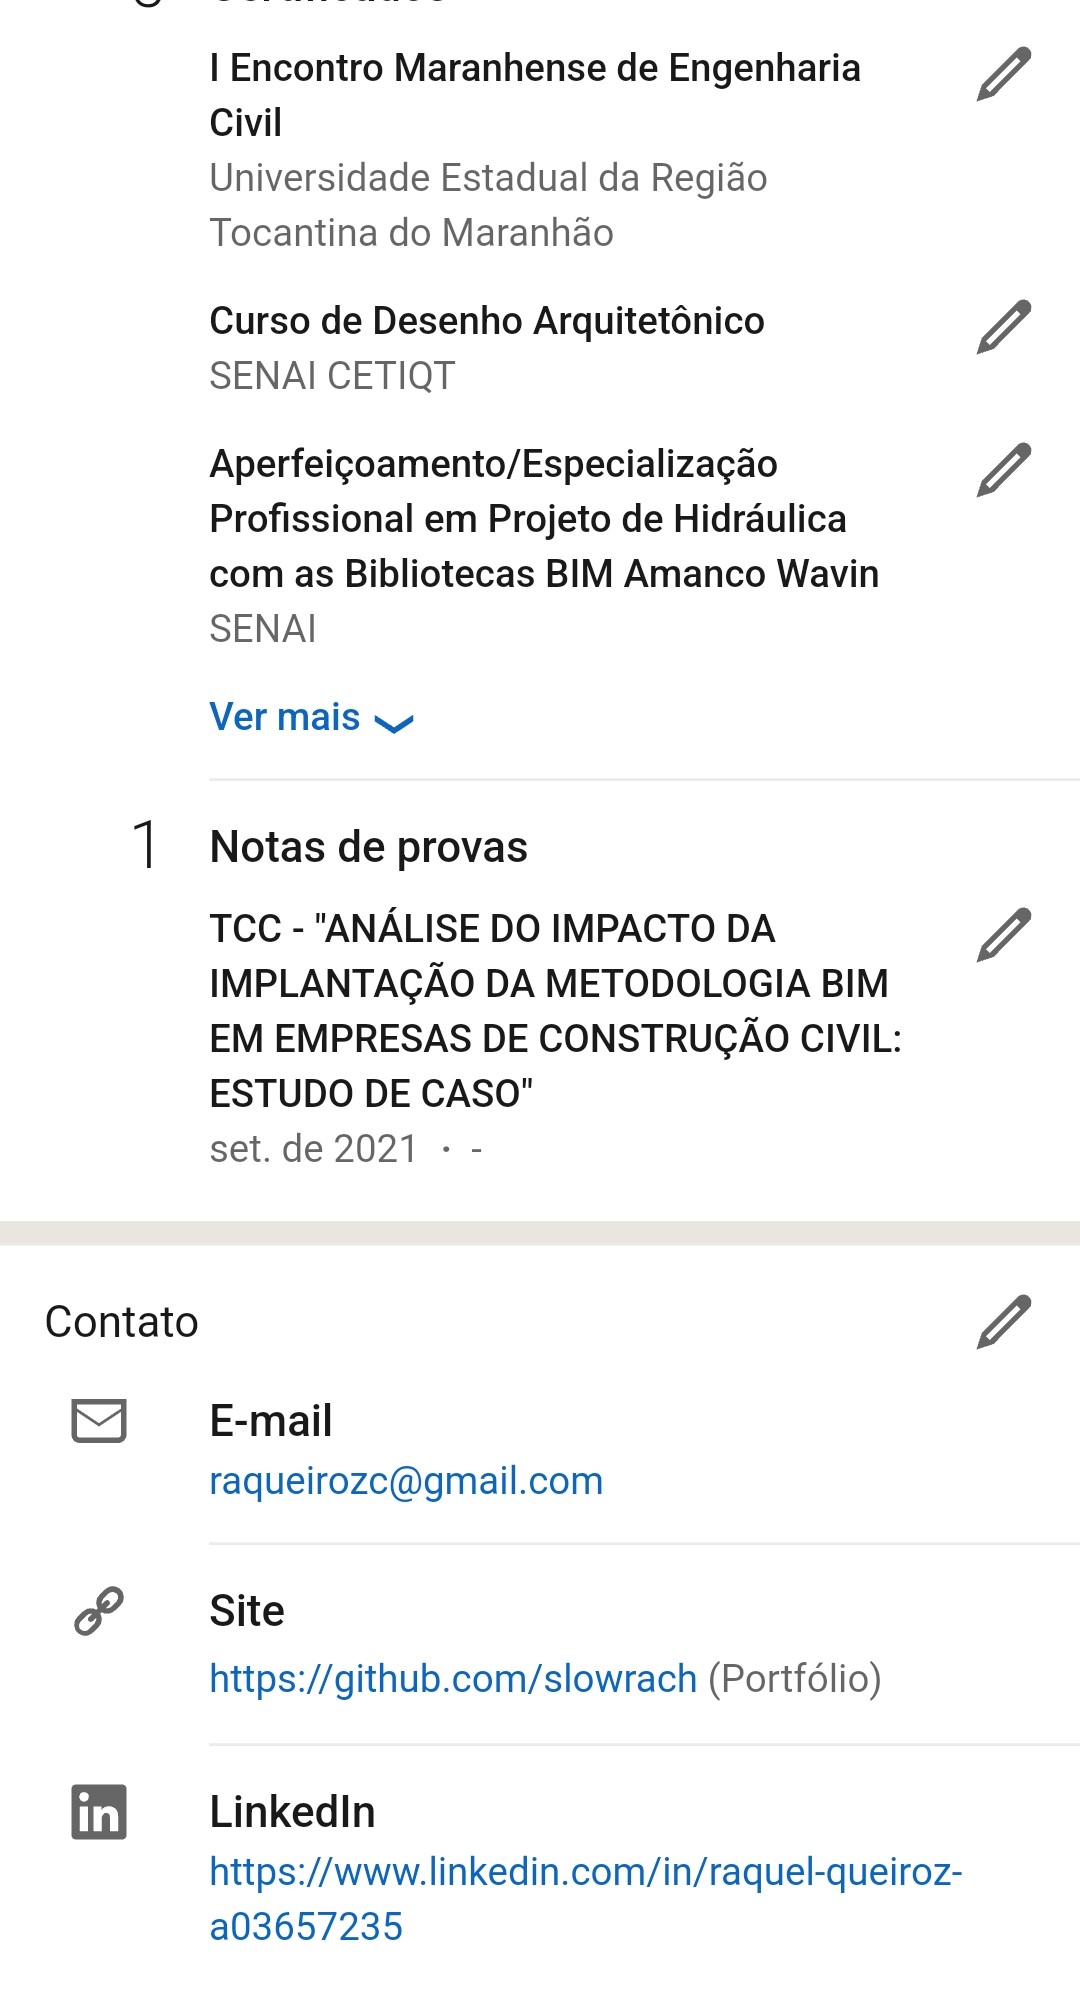 I Encontro Maranhense de Engenharia
Civil
Universidade Estadual da Região
Tocantina do Maranhão
Curso de Desenho Arquitetônico
SENAI CETIQT
Aperfeiçoamento/Especialização
Profissional em Projeto de Hidráulica
com as Bibliotecas BIM Amanco Wavin
SENAI
Ver mais
1 Notas de provas
TCC - "ANÁLISE DO IMPACTO DA
IMPLANTAÇÃO DA METODOLOGIA BIM
EM EMPRESAS DE CONSTRUÇÃO CIVIL:
ESTUDO DE CASO"
set. de 2021 · -
Contato
E-mail
raqueirozc@gmail.com
Site
https://github.com/slowrach (Portfólio)
in LinkedIn
https://www.linkedin.com/in/raquel-queiroz-
a03657235